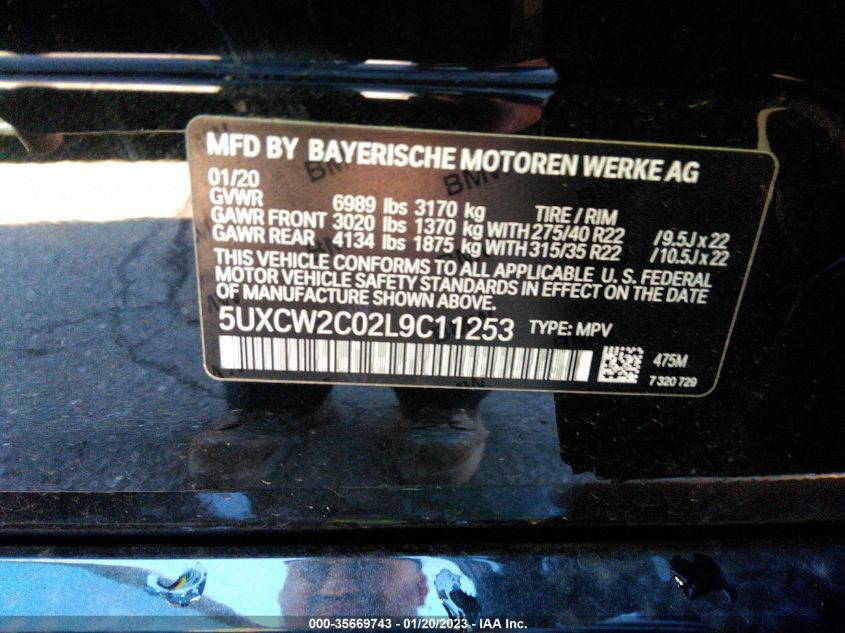 MFD BY BAYERISCHE MOTOREN WERKE AG
01/20
GVWR 6989 lbs 3170 kg TIRE / RIM
GAWR FRONT 3020 lbs 1370 kg WITH 275/40 R22 /9.5J x 22
GAWR REAR 4134 lbs 1875 kg WITH 315/35 R22 /10.5J x 22
THIS VEHICLE CONFORMS TO ALL APPLICABLE U. S. FEDERAL
MOTOR VEHICLE SAFETY STANDARDS IN EFFECT ON THE DATE
OF MANUFACTURE SHOWN ABOVE.
5UXCW2C02L9C11253 TYPE: MPV
475M
7 320 729
000-35669743 - 01/20/2023 - IAA Inc.